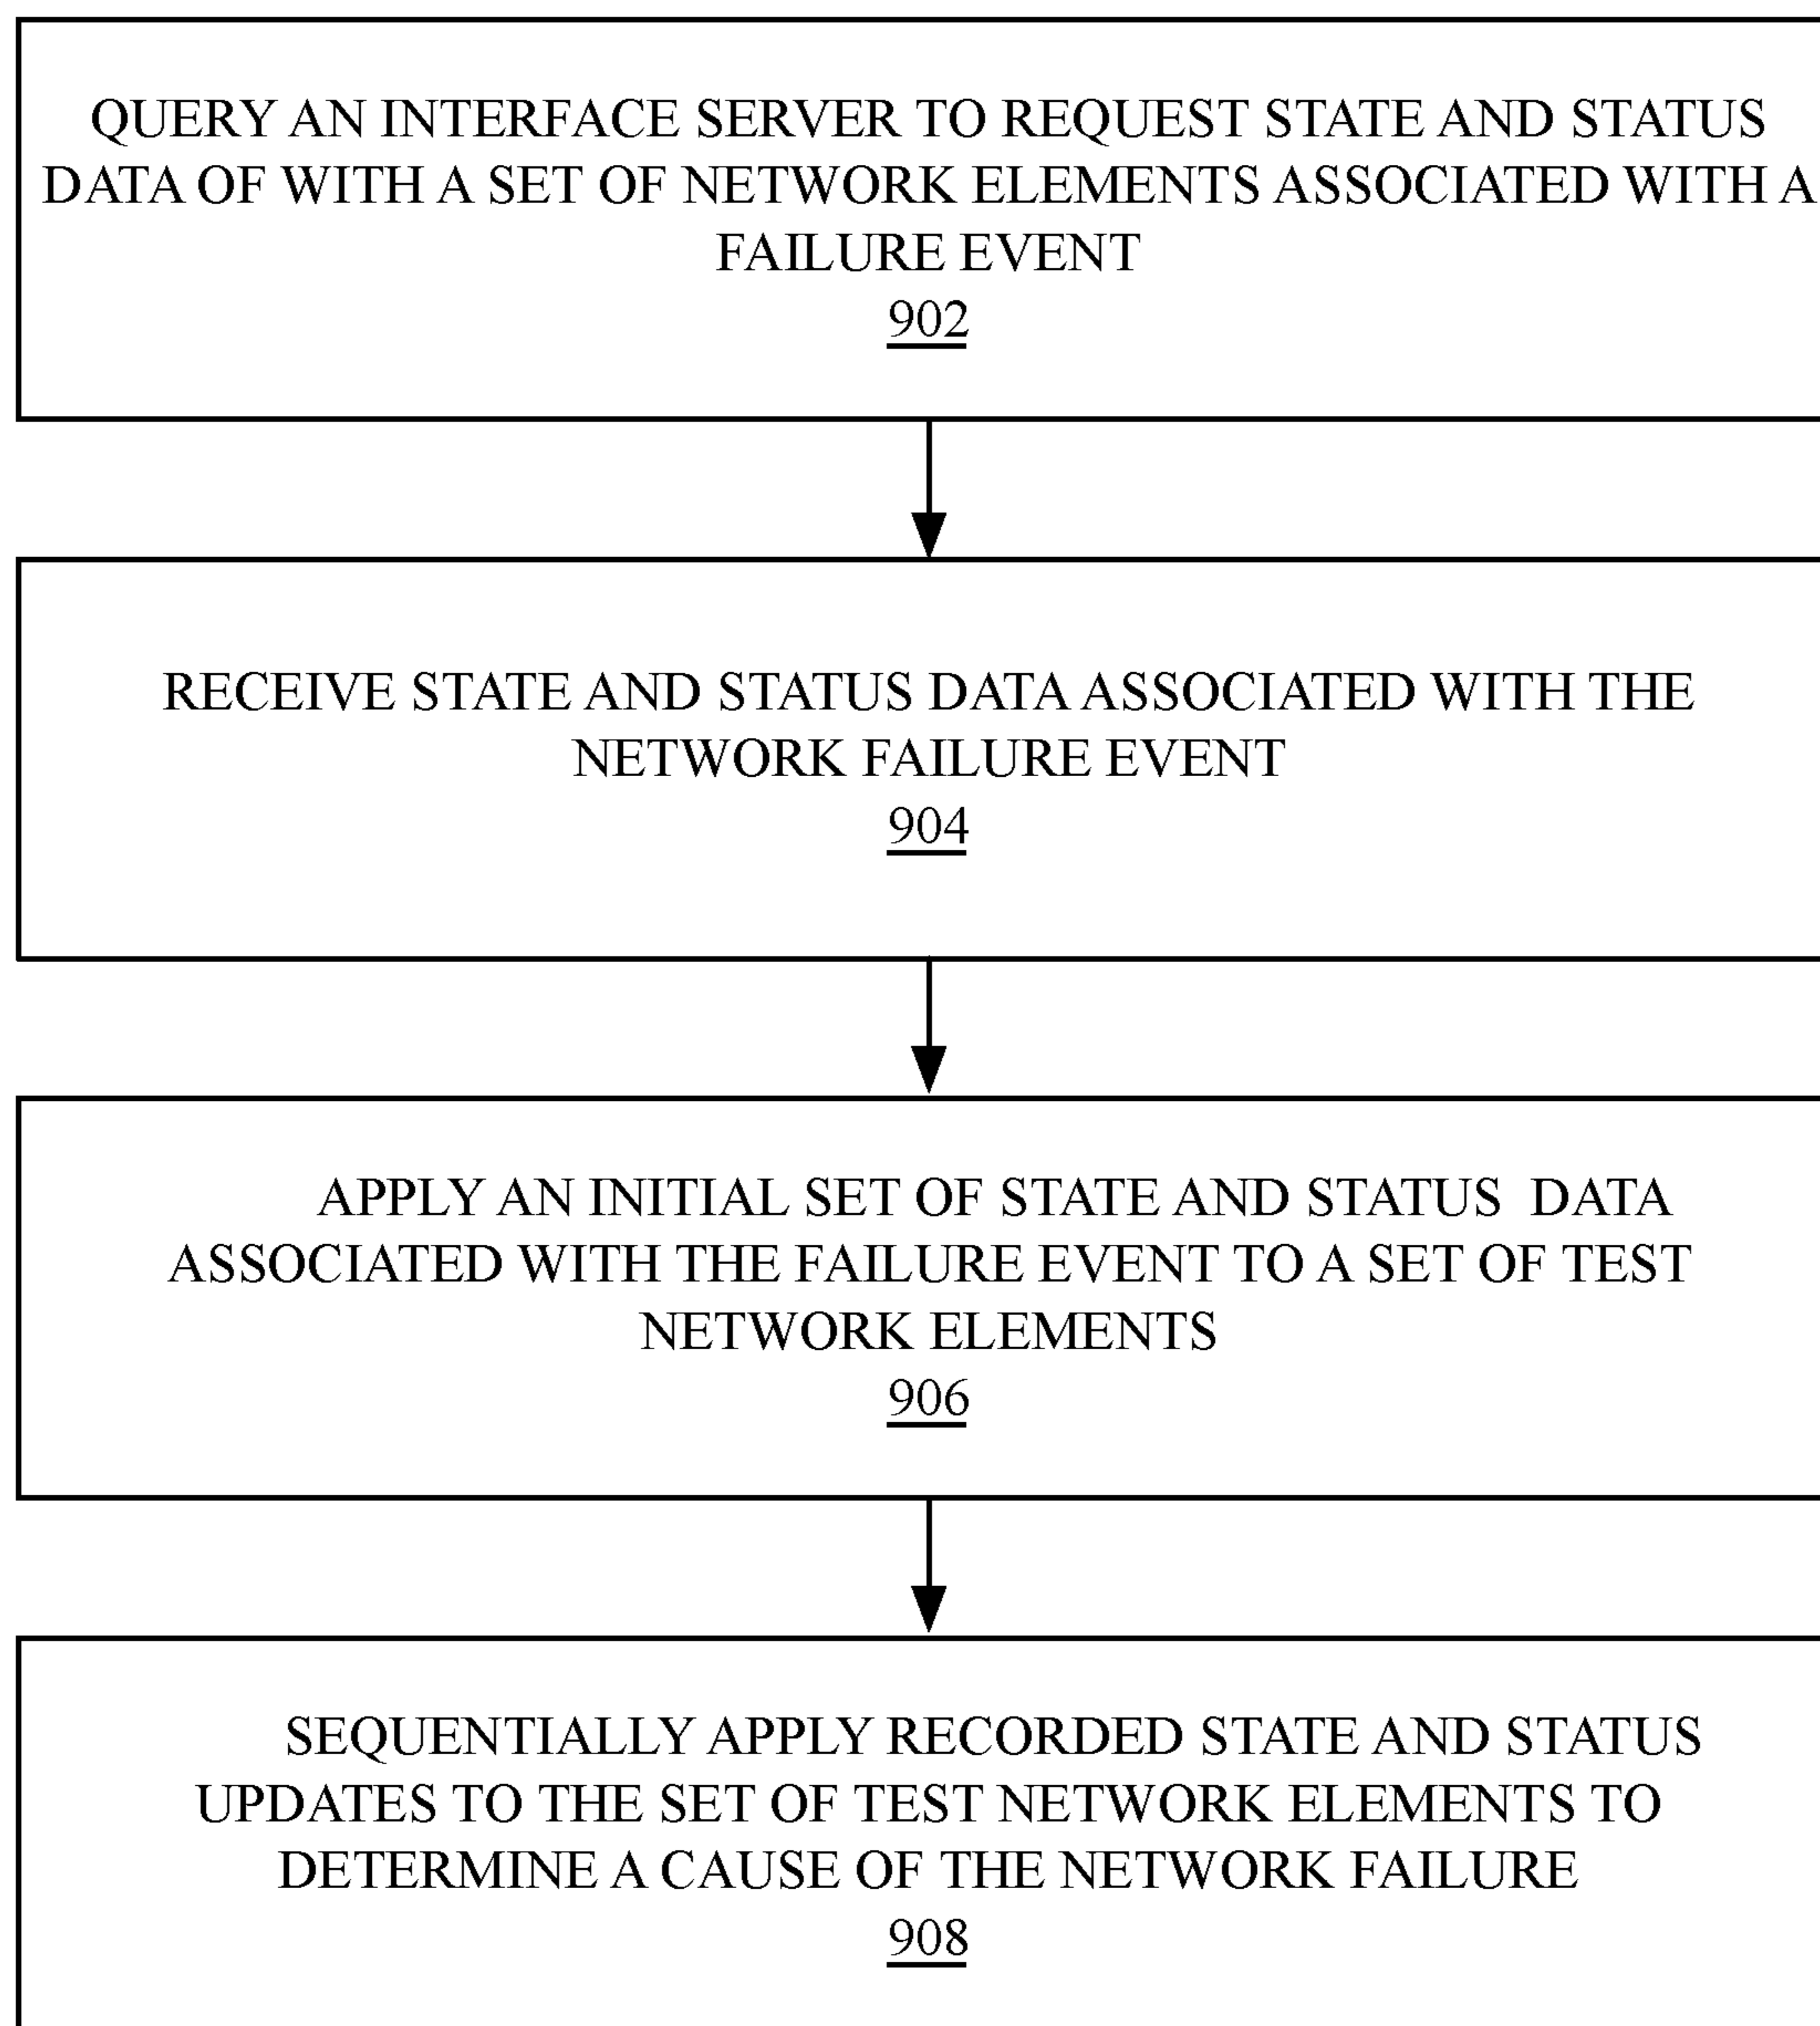 QUERY AN INTERFACE SERVER TO REQUEST STATE AND STATUS
DATA OF WITH A SET OF NETWORK ELEMENTS ASSOCIATED WITH A
FAILURE EVENT
902
RECEIVE STATE AND STATUS DATA ASSOCIATED WITH THE
NETWORK FAILURE EVENT
904
APPLY AN INITIAL SET OF STATE AND STATUS DATA
ASSOCIATED WITH THE FAILURE EVENT TO A SET OF TEST
NETWORK ELEMENTS
906
SEQUENTIALLY APPLY RECORDED STATE AND STATUS
UPDATES TO THE SET OF TEST NETWORK ELEMENTS TO
DETERMINE A CAUSE OF THE NETWORK FAILURE
908